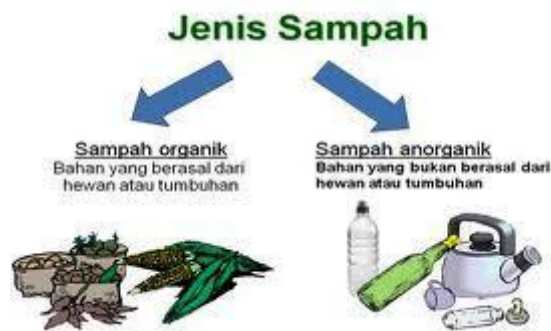 Jenis Sampah
Sampah organik
Bahan yang berasal dari
hewan atau tumbuhan
Sampah anorganik
Bahan yang bukan berasal dari
hewan atau tumbuhan